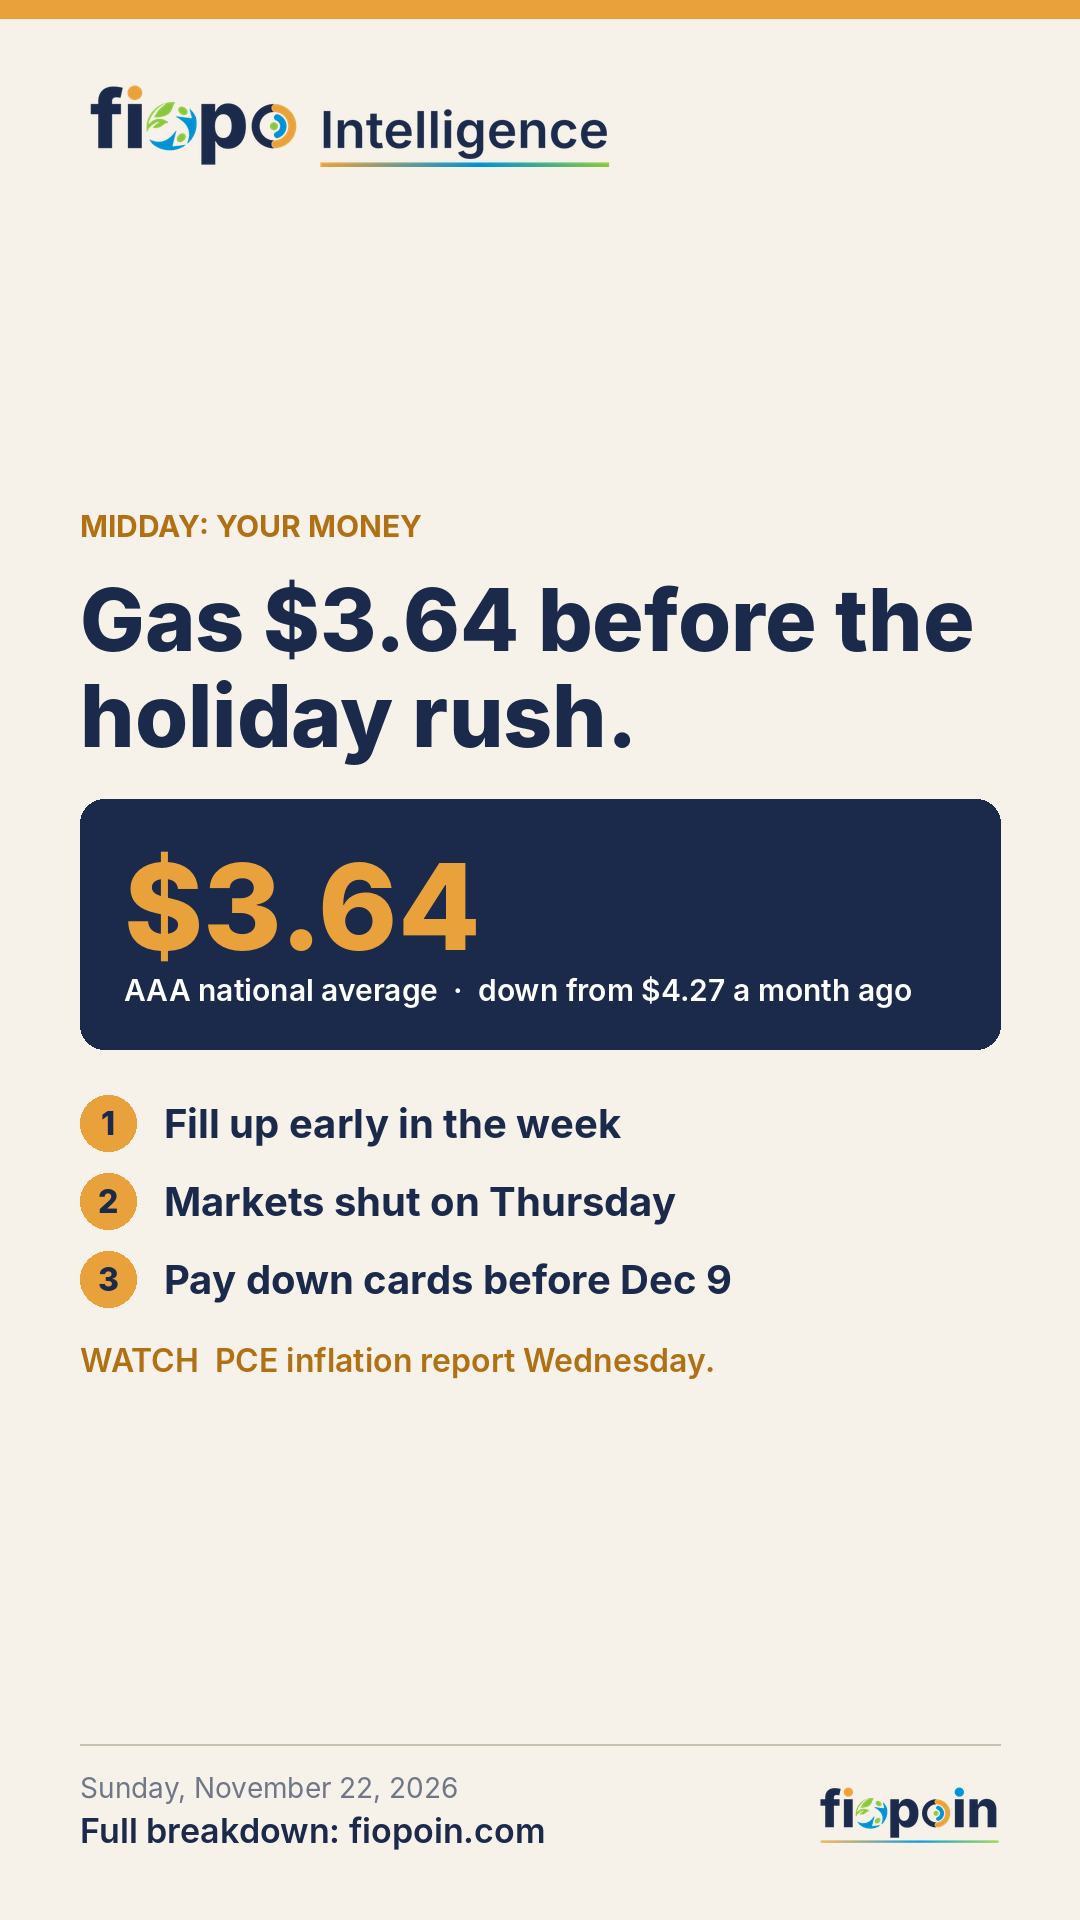 fiopo Intelligence
MIDDAY: YOUR MONEY
Gas $3.64 before the
holiday rush.
$3.64
AAA national average · down from $4.27 a month ago
1 Fill up early in the week
2 Markets shut on Thursday
3 Pay down cards before Dec 9
WATCH PCE inflation report Wednesday.
Sunday, November 22, 2026
Full breakdown: fiopoin.com
fiopoin